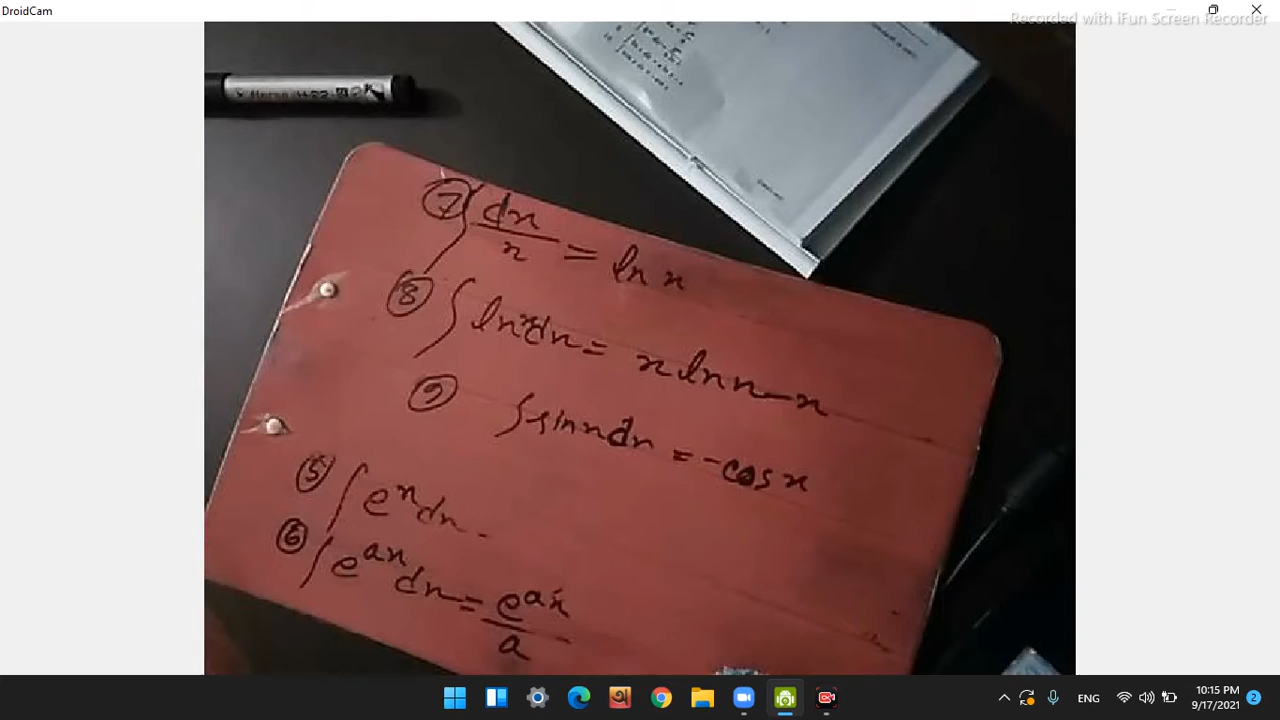 DroidCam
Recorded with iFun Screen Recorder
⑦ ∫ dx/x = ln x
⑧ ∫ ln x dx = x ln x - x
⑨ ∫ sin x dx = - cos x
⑤ ∫ e^x dx -
⑥ ∫ e^ax dx = e^ax/a
ENG
10:15 PM
9/17/2021
2